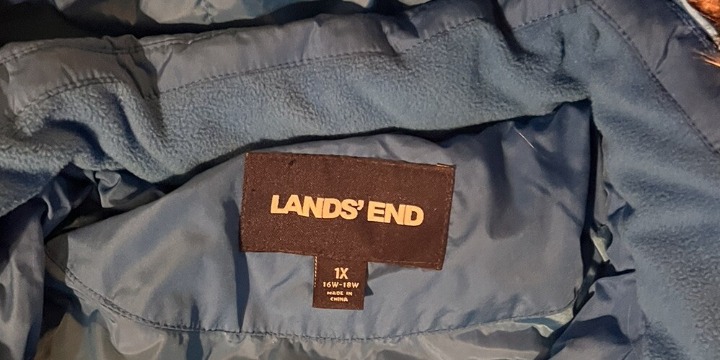 LANDS' END
1X
16W-18W
MADE IN
CHINA